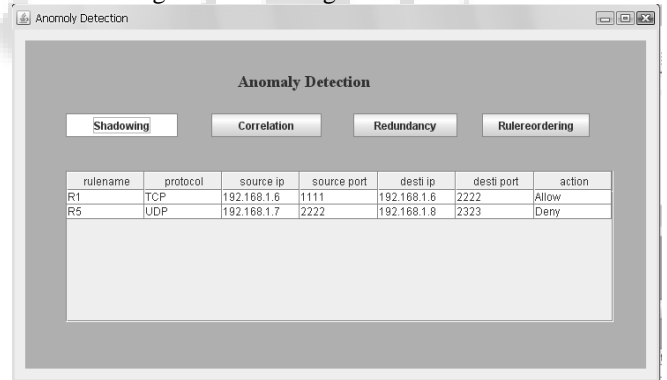 Anomoly Detection
Anomaly Detection
Shadowing Correlation Redundancy Rulereordering
rulename protocol source ip source port desti ip desti port action
R1 TCP 192.168.1.6 1111 192.168.1.6 2222 Allow
R5 UDP 192.168.1.7 2222 192.168.1.8 2323 Deny